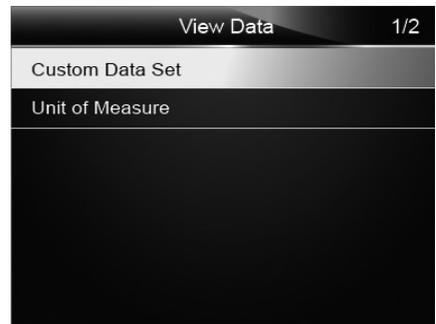 View Data 1/2
Custom Data Set
Unit of Measure